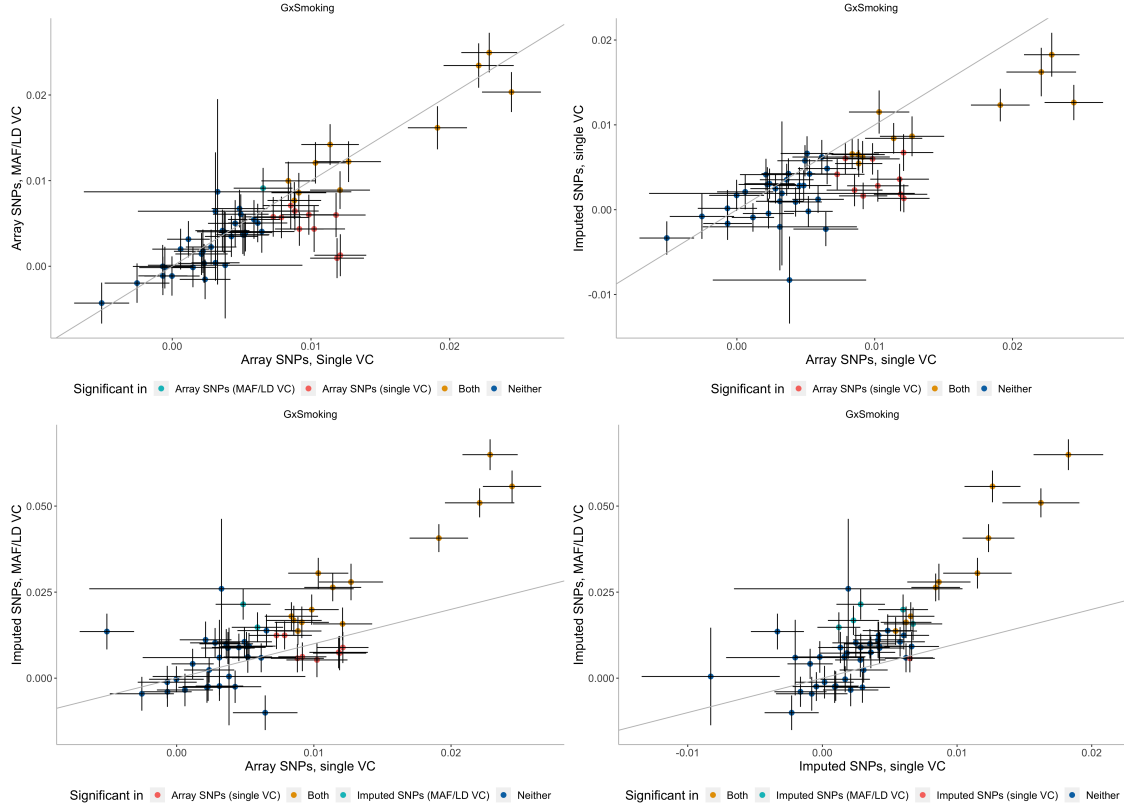 GxSmoking
Array SNPs, MAF/LD VC
0.02
0.01
0.00
0.00 0.01 0.02
Array SNPs, Single VC
Significant in Array SNPs (MAF/LD VC) Array SNPs (single VC) Both Neither
GxSmoking
Imputed SNPs, single VC
0.02
0.01
0.00
-0.01
0.00 0.01 0.02
Array SNPs, single VC
Significant in Array SNPs (single VC) Both Neither
GxSmoking
Imputed SNPs, MAF/LD VC
0.050
0.025
0.000
0.00 0.01 0.02
Array SNPs, single VC
Significant in Array SNPs (single VC) Both Imputed SNPs (MAF/LD VC) Neither
GxSmoking
Imputed SNPs, MAF/LD VC
0.050
0.025
0.000
-0.01 0.00 0.01 0.02
Imputed SNPs, single VC
Significant in Both Imputed SNPs (MAF/LD VC) Imputed SNPs (single VC) Neither